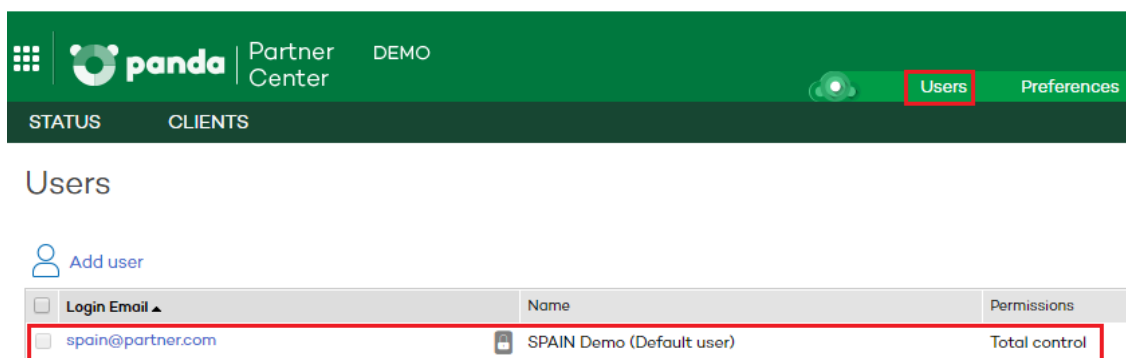 panda
Partner
Center
DEMO
Users
Preferences
STATUS
CLIENTS
Users
Add user
Login Email
Name
Permissions
spain@partner.com
SPAIN Demo (Default user)
Total control